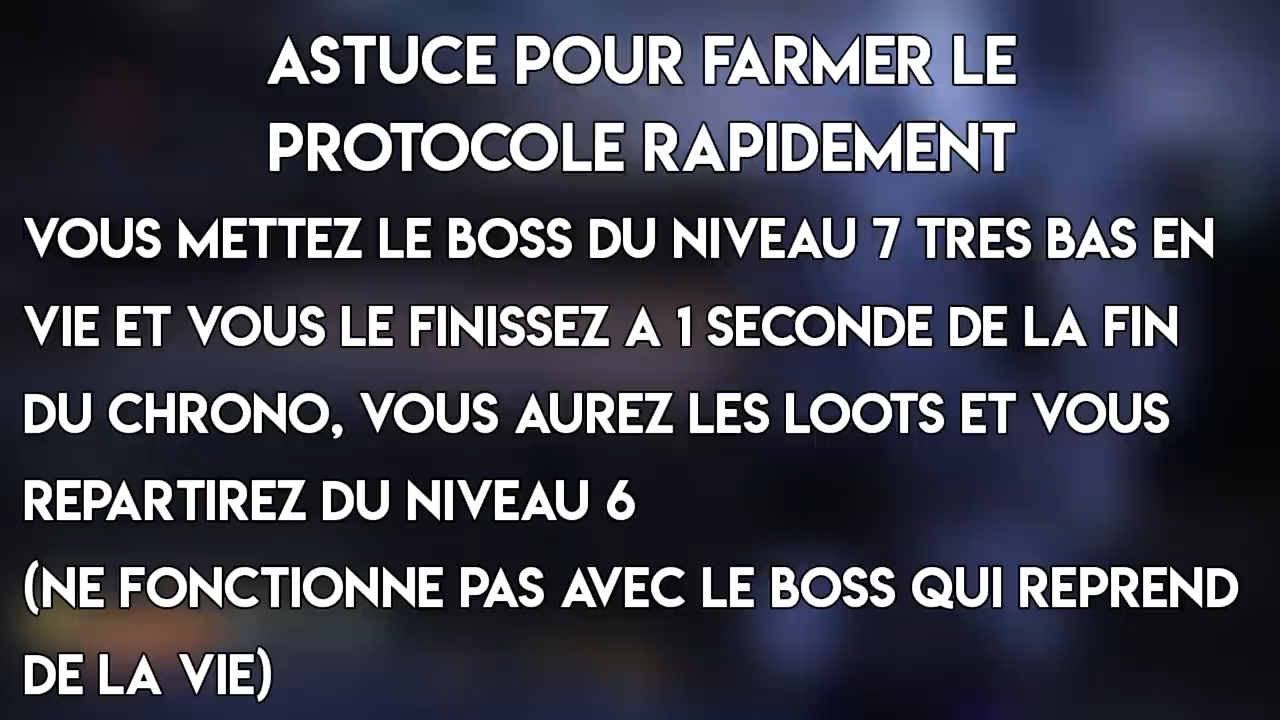 ASTUCE POUR FARMER LE
PROTOCOLE RAPIDEMENT
VOUS METTEZ LE BOSS DU NIVEAU 7 TRES BAS EN
VIE ET VOUS LE FINISSEZ A 1 SECONDE DE LA FIN
DU CHRONO, VOUS AUREZ LES LOOTS ET VOUS
REPARTIREZ DU NIVEAU 6
(NE FONCTIONNE PAS AVEC LE BOSS QUI REPREND
DE LA VIE)